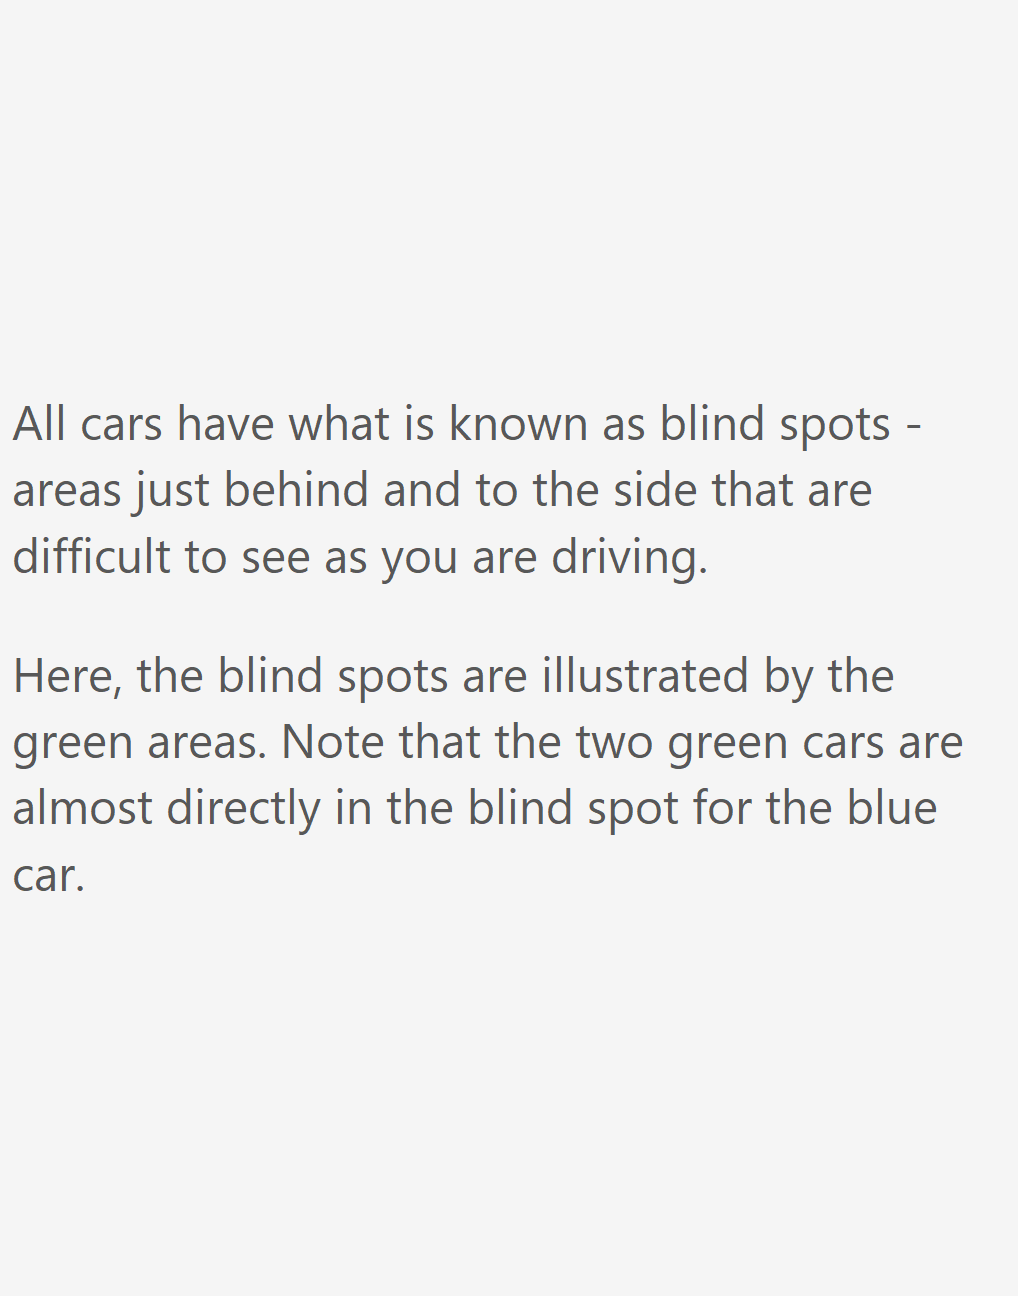 All cars have what is known as blind spots -
areas just behind and to the side that are
difficult to see as you are driving.
Here, the blind spots are illustrated by the
green areas. Note that the two green cars are
almost directly in the blind spot for the blue
car.